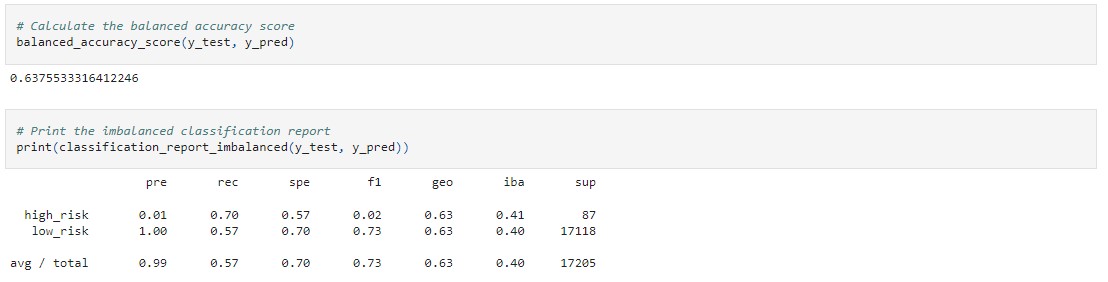 # Calculate the balanced accuracy score
balanced_accuracy_score(y_test, y_pred)
0.6375533316412246
# Print the imbalanced classification report
print(classification_report_imbalanced(y_test, y_pred))
pre rec spe f1 geo iba sup
high_risk 0.01 0.70 0.57 0.02 0.63 0.41 87
low_risk 1.00 0.57 0.70 0.73 0.63 0.40 17118
avg / total 0.99 0.57 0.70 0.73 0.63 0.40 17205